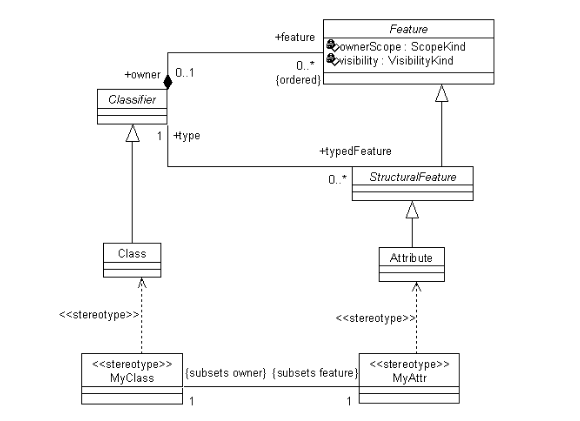 Feature
+feature
ownerScope : ScopeKind
visibility : VisibilityKind
0..*
{ordered}
+owner
0..1
Classifier
1
+type
+typedFeature
0..*
StructuralFeature
Class
Attribute
<<stereotype>>
<<stereotype>>
<<stereotype>>
MyClass
{subsets owner} {subsets feature}
<<stereotype>>
MyAttr
1
1